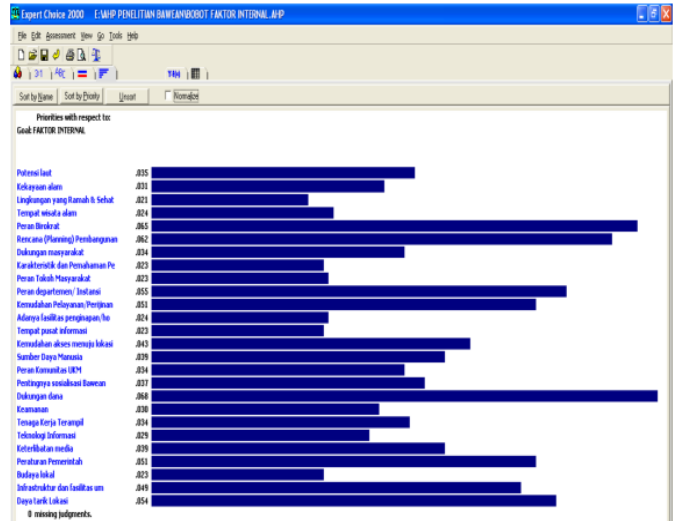 Expert Choice 2000 E:\AHP PENELITIAN BAWEAN\BOBOT FAKTOR INTERNAL.AHP
File Edit Assessment View Go Tools Help
3:1 ABC
Sort by Name Sort by Priority Unsort Normalize
Priorities with respect to:
Goal: FAKTOR INTERNAL
Potensi laut .035
Kekayaan alam .031
Lingkungan yang Ramah & Sehat .021
Tempat wisata alam .024
Peran Birokrat .065
Rencana (Planning) Pembangunan .062
Dukungan masyarakat .034
Karakteristik dan Pemahaman Pe .023
Peran Tokoh Masyarakat .023
Peran departemen/ Instansi .055
Kemudahan Pelayanan/Perijinan .051
Adanya fasilitas penginapan/ho .024
Tempat pusat informasi .023
Kemudahan akses menuju lokasi .043
Sumber Daya Manusia .039
Peran Komunitas UKM .034
Pentingnya sosialisasi Bawean .037
Dukungan dana .068
Keamanan .030
Tenaga Kerja Terampil .034
Teknologi Informasi .029
Keterlibatan media .039
Peraturan Pemerintah .051
Budaya lokal .023
Infrastruktur dan fasilitas um .049
Daya tarik Lokasi .054
0 missing judgments.